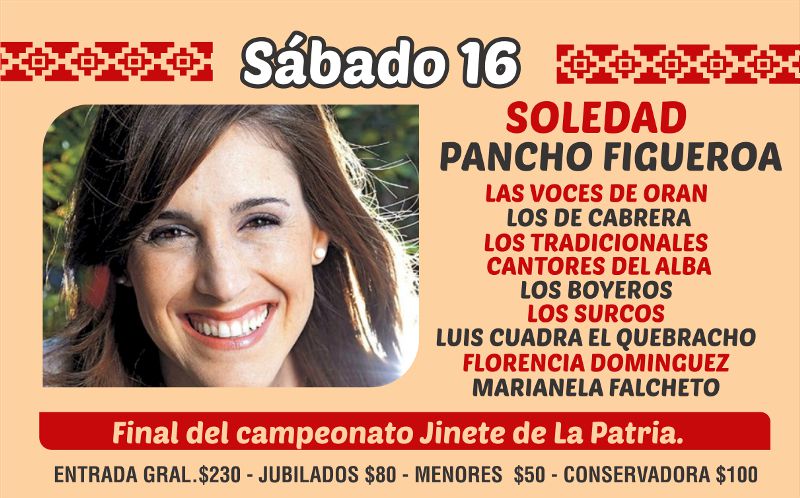 Sábado 16
SOLEDAD
PANCHO FIGUEROA
LAS VOCES DE ORAN
LOS DE CABRERA
LOS TRADICIONALES
CANTORES DEL ALBA
LOS BOYEROS
LOS SURCOS
LUIS CUADRA EL QUEBRACHO
FLORENCIA DOMINGUEZ
MARIANELA FALCHETO
Final del campeonato Jinete de La Patria.
ENTRADA GRAL.$230 - JUBILADOS $80 - MENORES $50 - CONSERVADORA $100